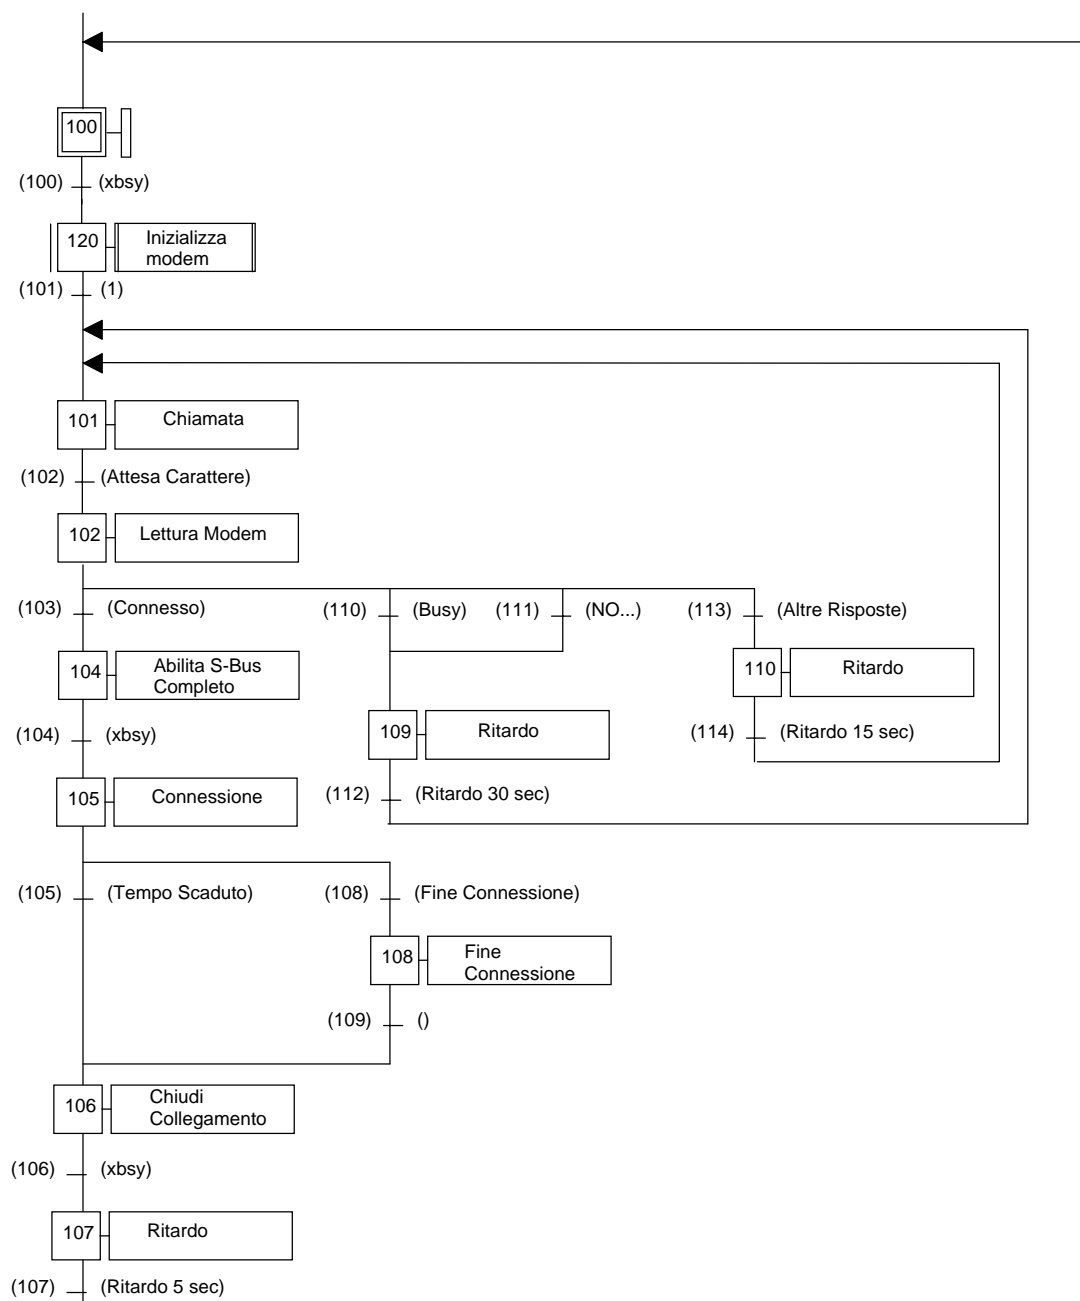 100
(100) (xbsy)
120 Inizializza
modem
(101) (1)
101 Chiamata
(102) (Attesa Carattere)
102 Lettura Modem
(103) (Connesso) (110) (Busy) (111) (NO...) (113) (Altre Risposte)
104 Abilita S-Bus
Completo
110 Ritardo
109 Ritardo
(104) (xbsy)
(114) (Ritardo 15 sec)
105 Connessione
(112) (Ritardo 30 sec)
(105) (Tempo Scaduto) (108) (Fine Connessione)
108 Fine
Connessione
(109) ()
106 Chiudi
Collegamento
(106) (xbsy)
107 Ritardo
(107) (Ritardo 5 sec)